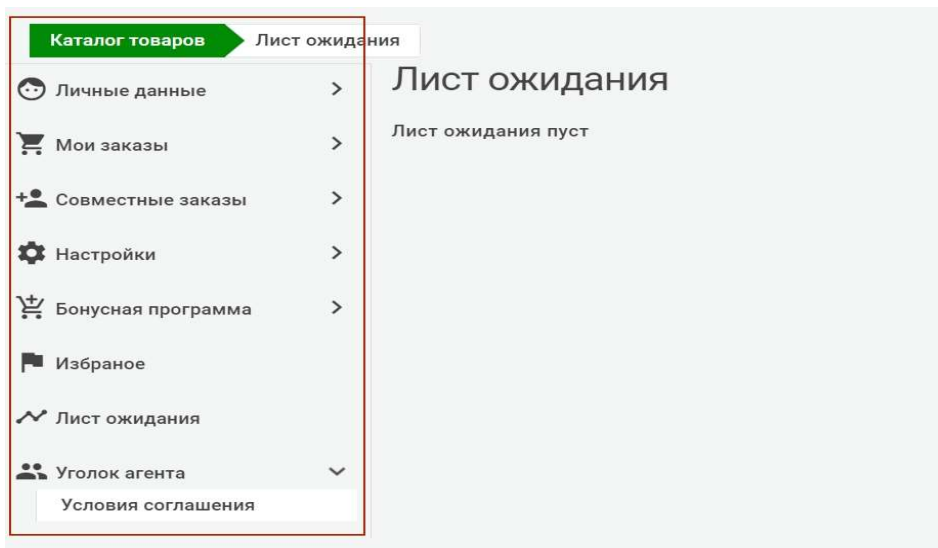 Каталог товаров Лист ожидания
Личные данные
Мои заказы
Совместные заказы
Настройки
Бонусная программа
Избраное
Лист ожидания
Уголок агента
Условия соглашения
Лист ожидания
Лист ожидания пуст